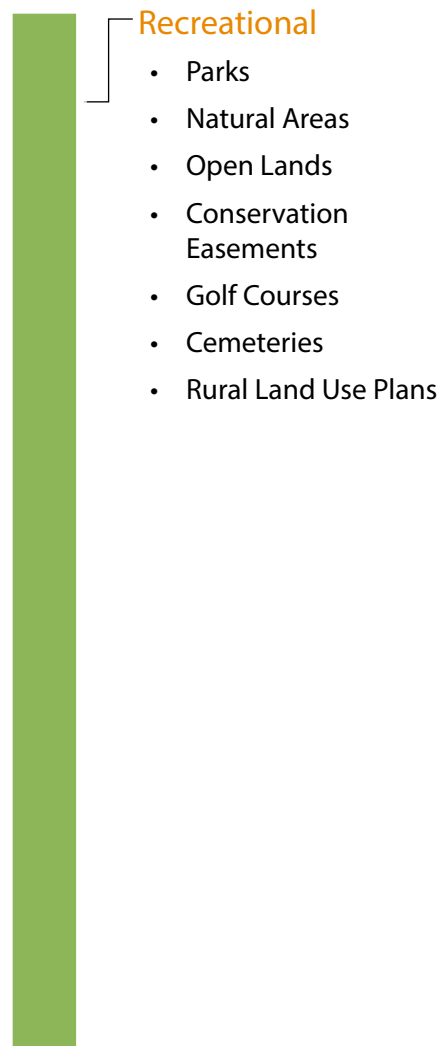 Recreational
• Parks
• Natural Areas
• Open Lands
• Conservation
Easements
• Golf Courses
• Cemeteries
• Rural Land Use Plans